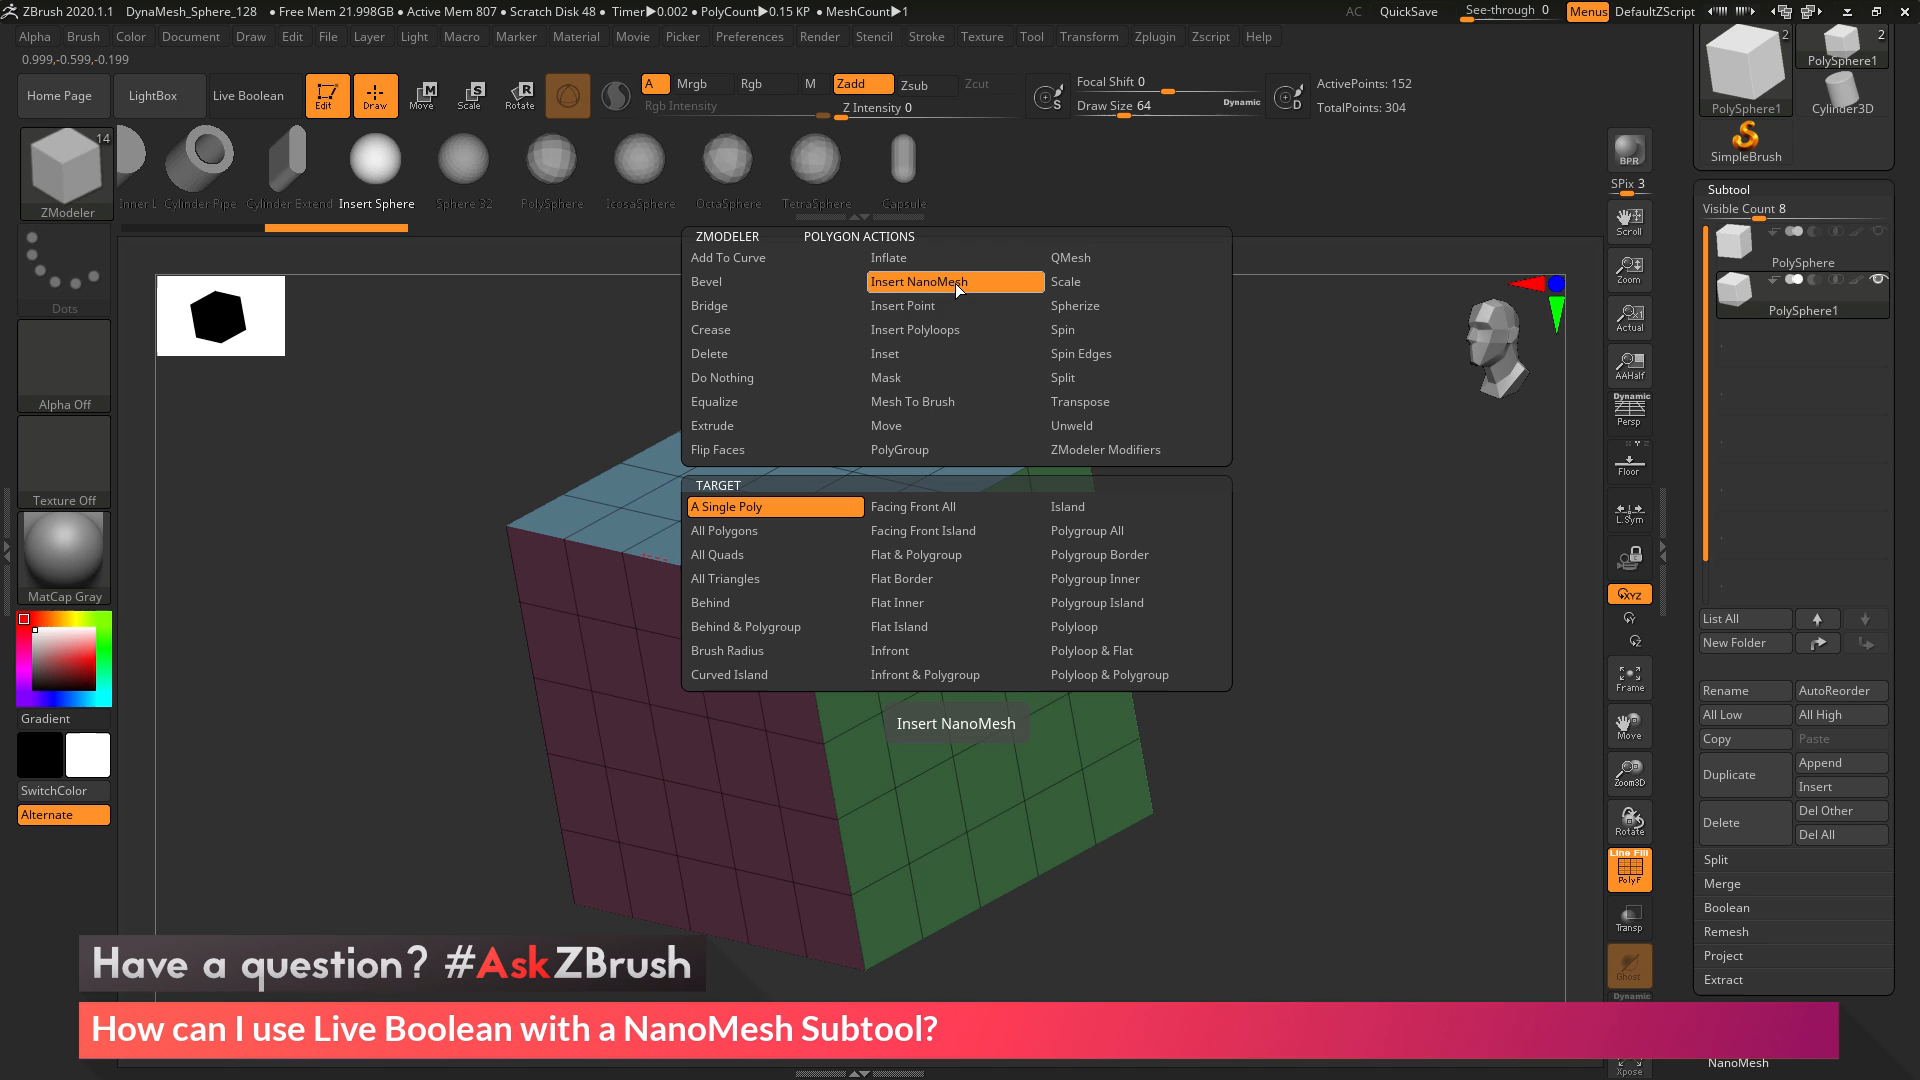 ZBrush 2020.1.1 DynaMesh_Sphere_128 • Free Mem 21.998GB • Active Mem 807 • Scratch Disk 48 • Timer▶0.002 • PolyCount▶0.15 KP • MeshCount▶1 AC QuickSave See-through 0 Menus DefaultZScript
Alpha Brush Color Document Draw Edit File Layer Light Macro Marker Material Movie Picker Preferences Render Stencil Stroke Texture Tool Transform Zplugin Zscript Help
0.999,-0.599,-0.199
Home Page LightBox Live Boolean Edit Draw Move Scale Rotate
A Mrgb Rgb M Zadd Zsub Zcut
Rgb Intensity Z Intensity 0
S Focal Shift 0
Draw Size 64 Dynamic D
ActivePoints: 152
TotalPoints: 304
14
ZModeler
Inner L Cylinder Pipe Cylinder Extend Insert Sphere Sphere 32 PolySphere IcosaSphere OctaSphere TetraSphere Capsule
Dots
Alpha Off
Texture Off
MatCap Gray
Gradient
SwitchColor
Alternate
ZMODELER POLYGON ACTIONS
Add To Curve Inflate QMesh
Bevel Insert NanoMesh Scale
Bridge Insert Point Spherize
Crease Insert Polyloops Spin
Delete Inset Spin Edges
Do Nothing Mask Split
Equalize Mesh To Brush Transpose
Extrude Move Unweld
Flip Faces PolyGroup ZModeler Modifiers
TARGET
A Single Poly Facing Front All Island
All Polygons Facing Front Island Polygroup All
All Quads Flat & Polygroup Polygroup Border
All Triangles Flat Border Polygroup Inner
Behind Flat Inner Polygroup Island
Behind & Polygroup Flat Island Polyloop
Brush Radius Infront Polyloop & Flat
Curved Island Infront & Polygroup Polyloop & Polygroup
Insert NanoMesh
BPR
SPix 3
Scroll
Zoom
Actual
AAHalf
Dynamic
Persp
Floor
L.Sym
XYZ
Frame
Move
Zoom3D
Rotate
Line Fill
PolyF
Transp
Ghost
Dynamic
Xpose
2 2
PolySphere1
PolySphere1 Cylinder3D
SimpleBrush
Subtool
Visible Count 8
PolySphere
PolySphere1
List All
New Folder
Rename AutoReorder
All Low All High
Copy Paste
Duplicate Append
Insert
Delete Del Other
Del All
Split
Merge
Boolean
Remesh
Project
Extract
NanoMesh
Have a question? #AskZBrush
How can I use Live Boolean with a NanoMesh Subtool?